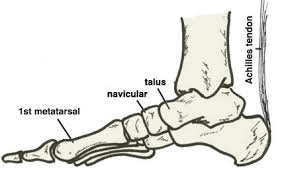 Achilles tendon
talus
navicular
1st metatarsal